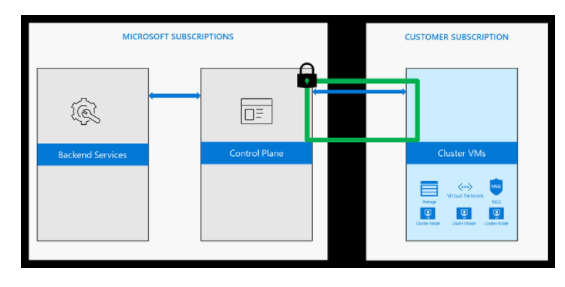 MICROSOFT SUBSCRIPTIONS
CUSTOMER SUBSCRIPTION
Backend Services
Control Plane
Cluster VMs
Storage
Virtual Network
NSG
NSG
Cluster Node
Cluster Node
Cluster Node